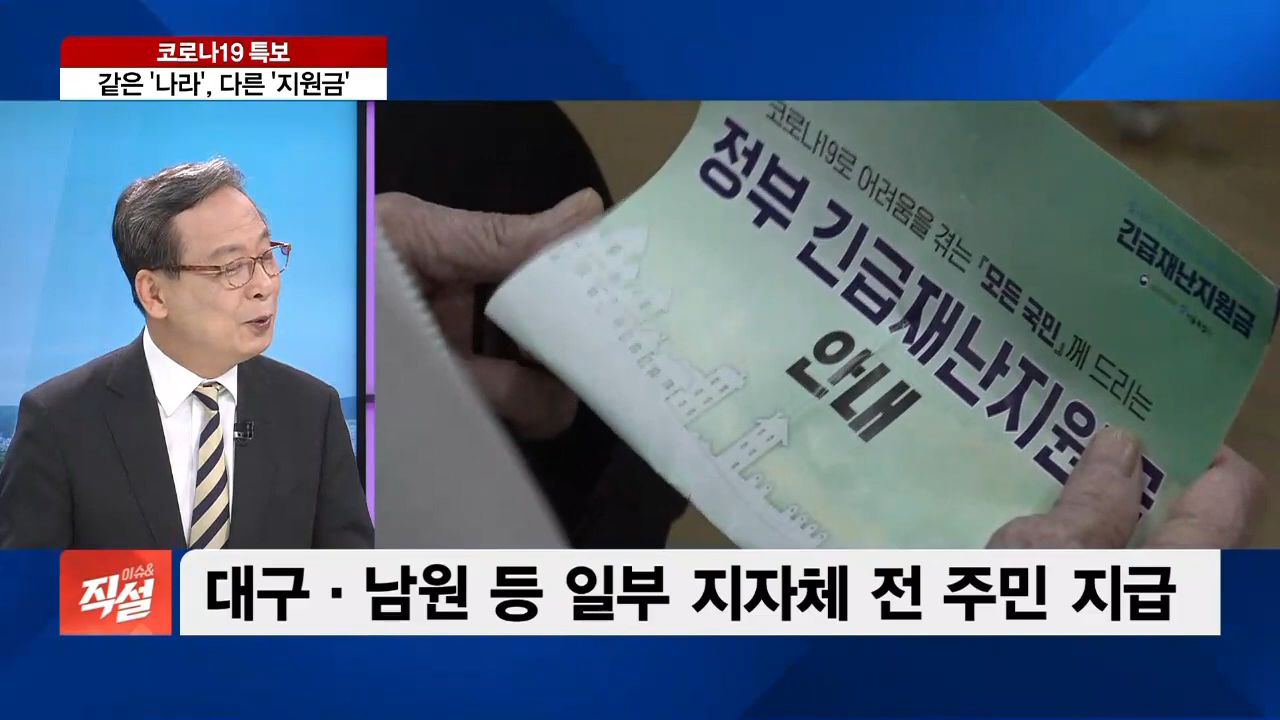 코로나19 특보
같은 '나라', 다른 '지원금'
코로나19로 어려움을 겪는 『모든 국민』께 드리는
정부 긴급재난지원금
안내
긴급재난지원금
이슈&
직설
대구 · 남원 등 일부 지자체 전 주민 지급